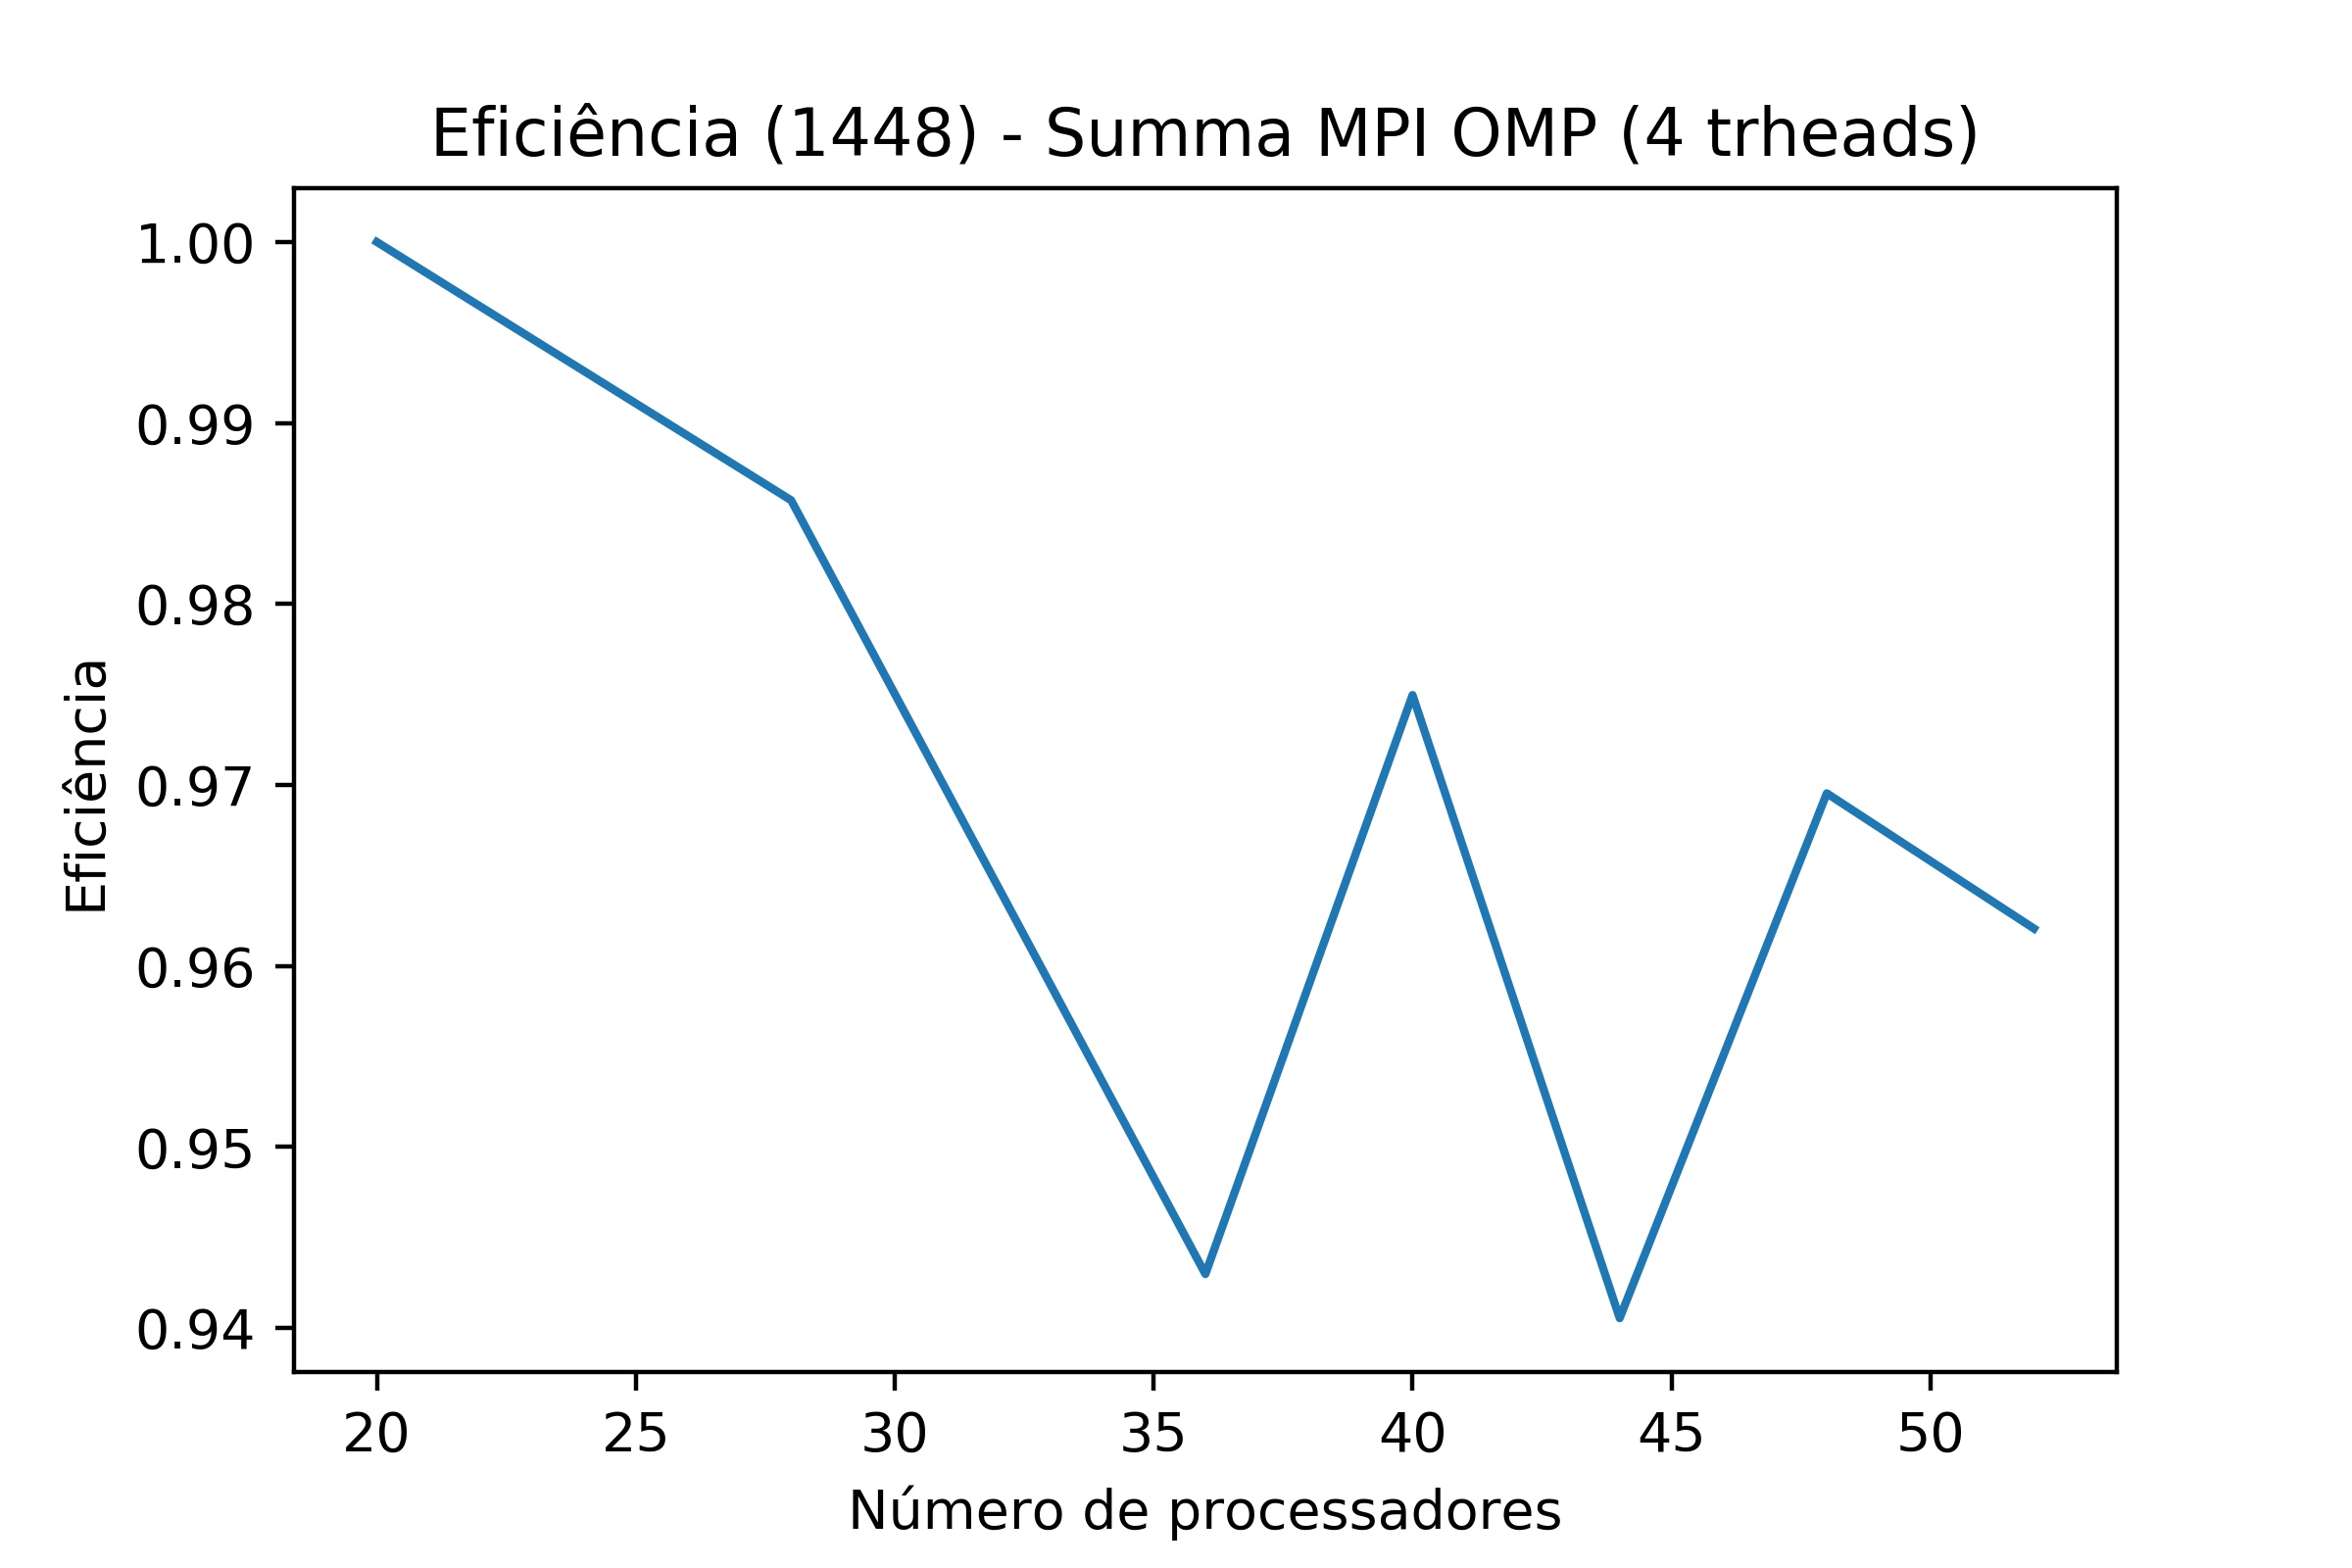 Eficiência (1448) - Summa MPI OMP (4 trheads)
1.00
0.99
0.98
0.97
0.96
0.95
0.94
Eficiência
20 25 30 35 40 45 50
Número de processadores